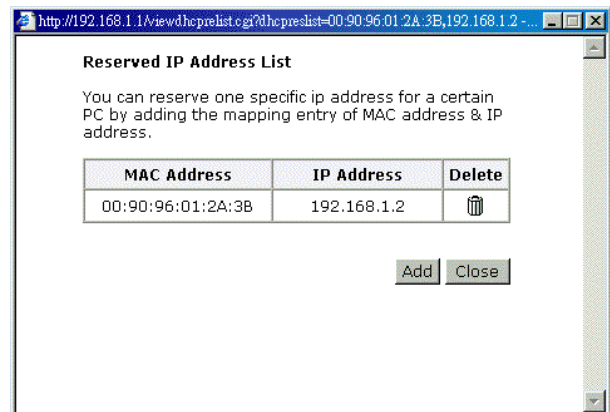 http://192.168.1.1/viewdhcprelist.cgi?dhcpreslist=00:90:96:01:2A:3B,192.168.1.2 -...
Reserved IP Address List
You can reserve one specific ip address for a certain
PC by adding the mapping entry of MAC address & IP
address.
MAC Address IP Address Delete
00:90:96:01:2A:3B 192.168.1.2
Add Close